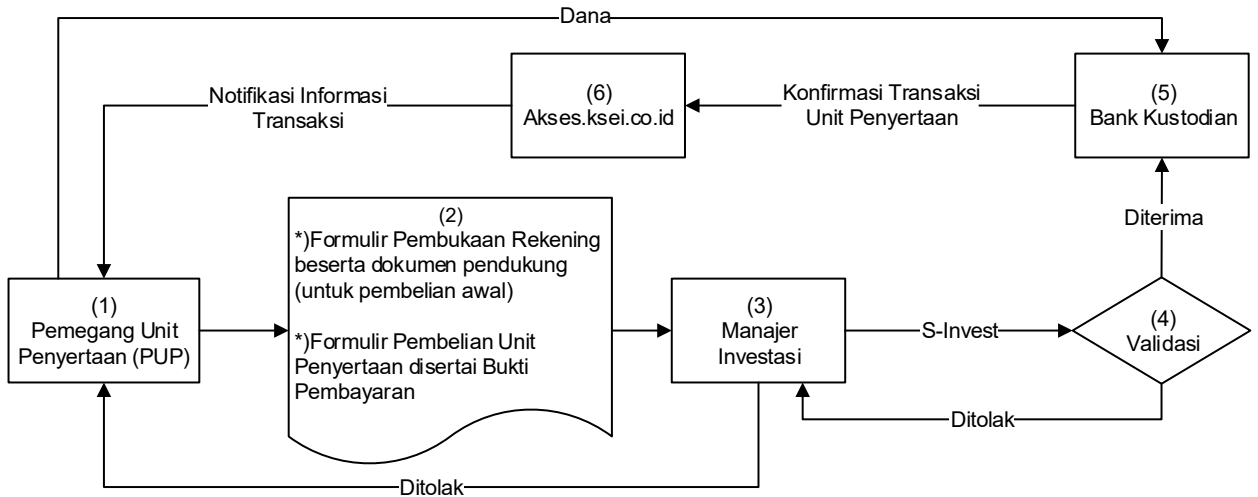 Dana
(6)
Akses.ksei.co.id
(5)
Bank Kustodian
Notifikasi Informasi
Transaksi
Konfirmasi Transaksi
Unit Penyertaan
(2)
*)Formulir Pembukaan Rekening
beserta dokumen pendukung
(untuk pembelian awal)
*)Formulir Pembelian Unit
Penyertaan disertai Bukti
Pembayaran
Diterima
(1)
Pemegang Unit
Penyertaan (PUP)
(3)
Manajer
Investasi
S-Invest
(4)
Validasi
Ditolak
Ditolak